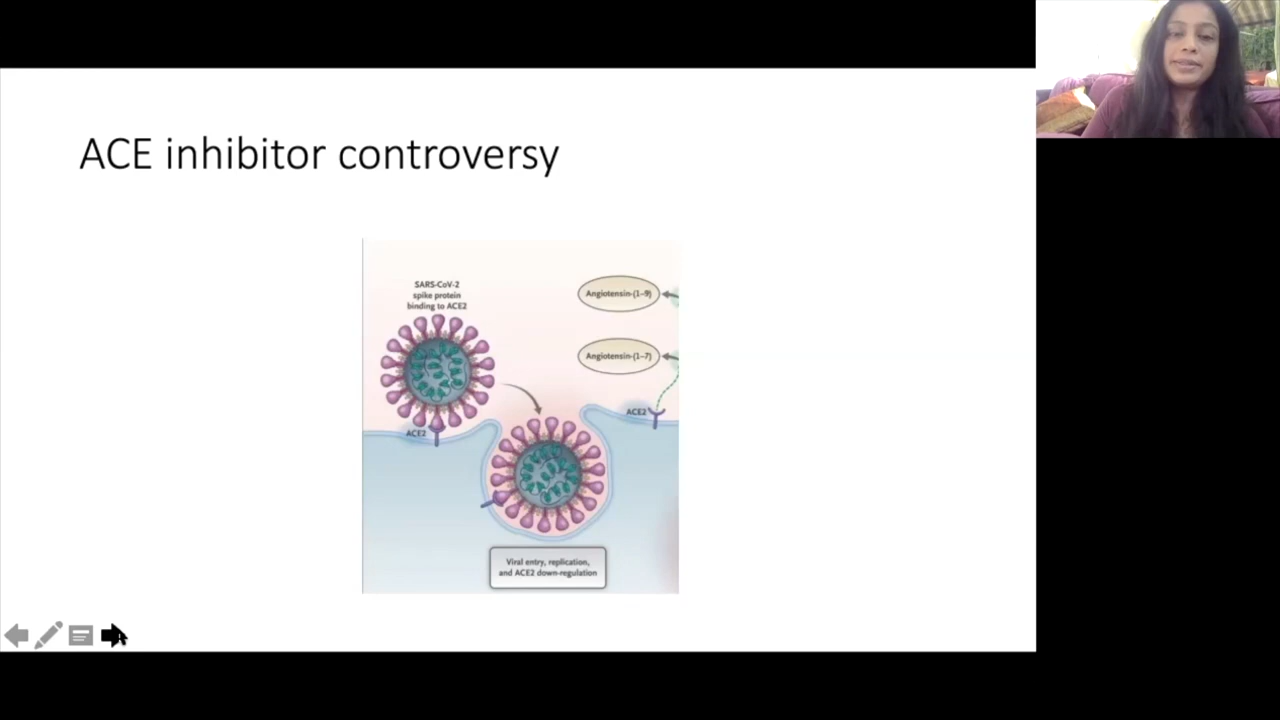 ACE inhibitor controversy
SARS-CoV-2
spike protein
binding to ACE2
Angiotensin-(1–9)
Angiotensin-(1–7)
ACE2
ACE2
Viral entry, replication,
and ACE2 down-regulation